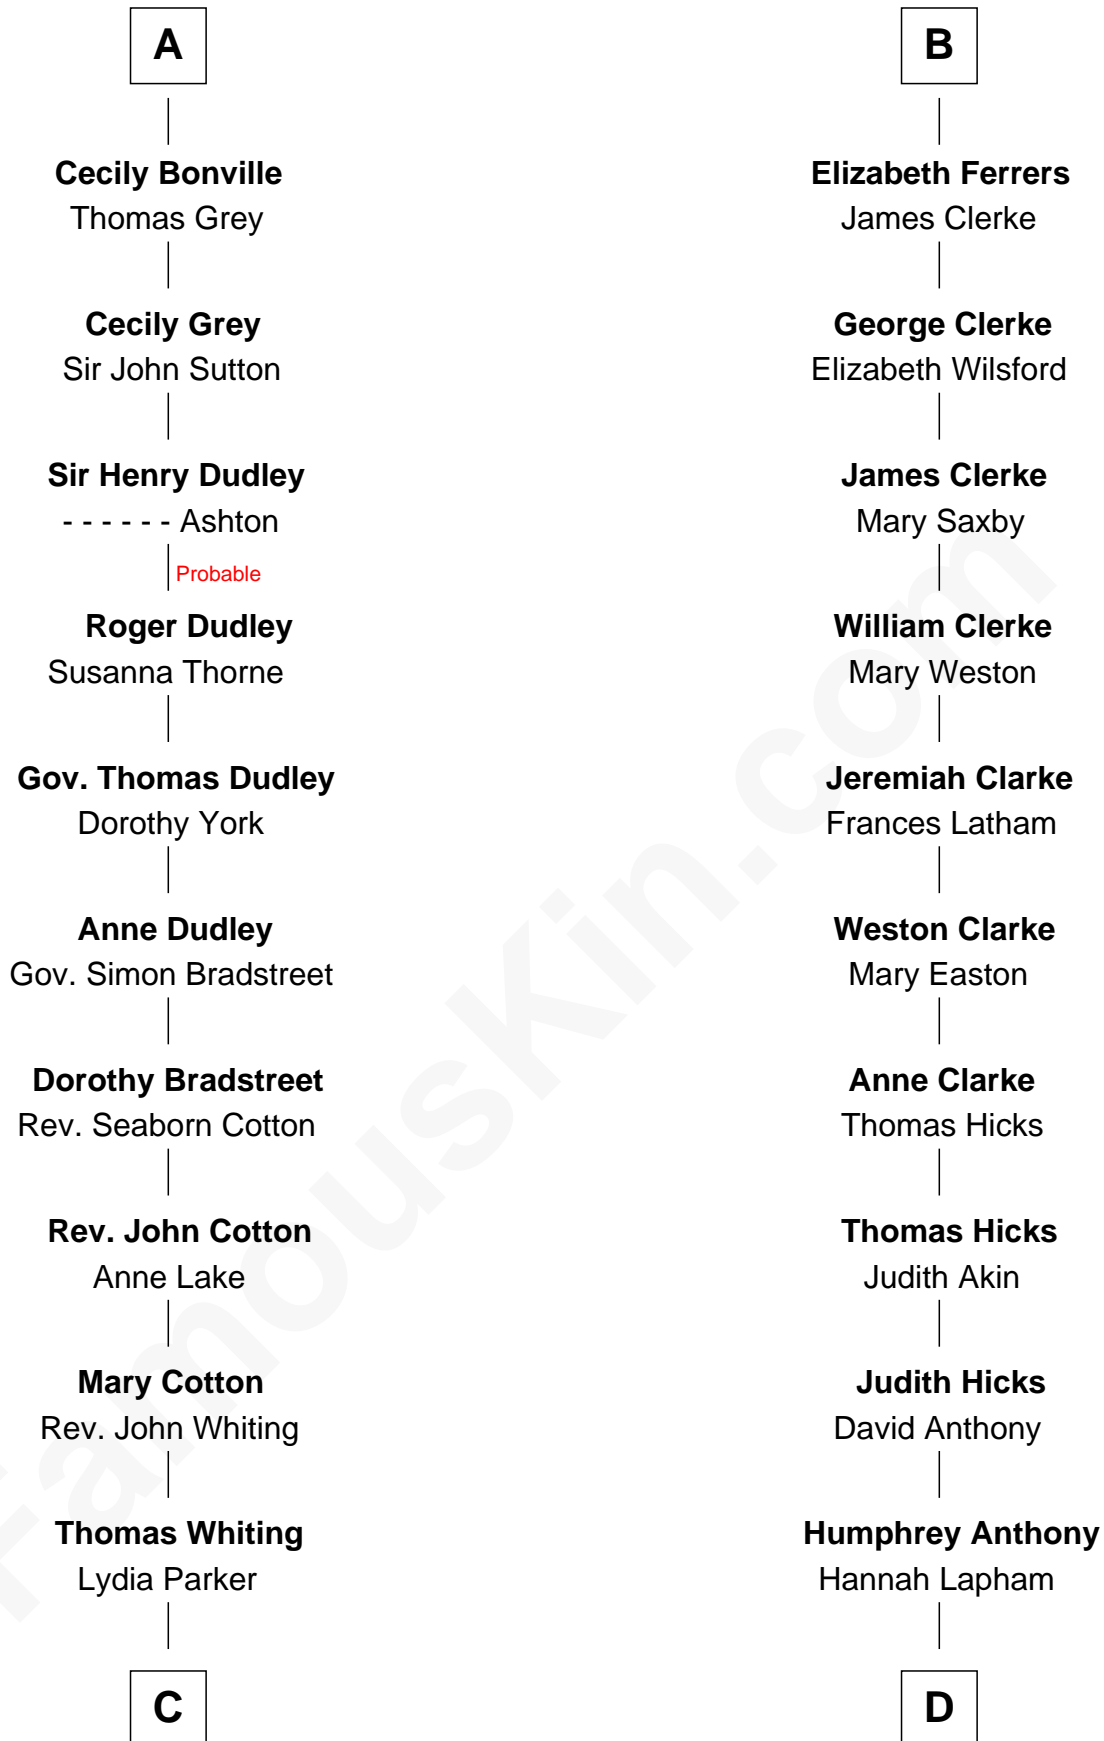 A
Cecily Bonville
Thomas Grey
Cecily Grey
Sir John Sutton
Sir Henry Dudley
- - - - - - Ashton
Probable
Roger Dudley
Susanna Thorne
Gov. Thomas Dudley
Dorothy York
Anne Dudley
Gov. Simon Bradstreet
Dorothy Bradstreet
Rev. Seaborn Cotton
Rev. John Cotton
Anne Lake
Mary Cotton
Rev. John Whiting
Thomas Whiting
Lydia Parker
C
B
Elizabeth Ferrers
James Clerke
George Clerke
Elizabeth Wilsford
James Clerke
Mary Saxby
William Clerke
Mary Weston
Jeremiah Clarke
Frances Latham
Weston Clarke
Mary Easton
Anne Clarke
Thomas Hicks
Thomas Hicks
Judith Akin
Judith Hicks
David Anthony
Humphrey Anthony
Hannah Lapham
D
FamousKin.com